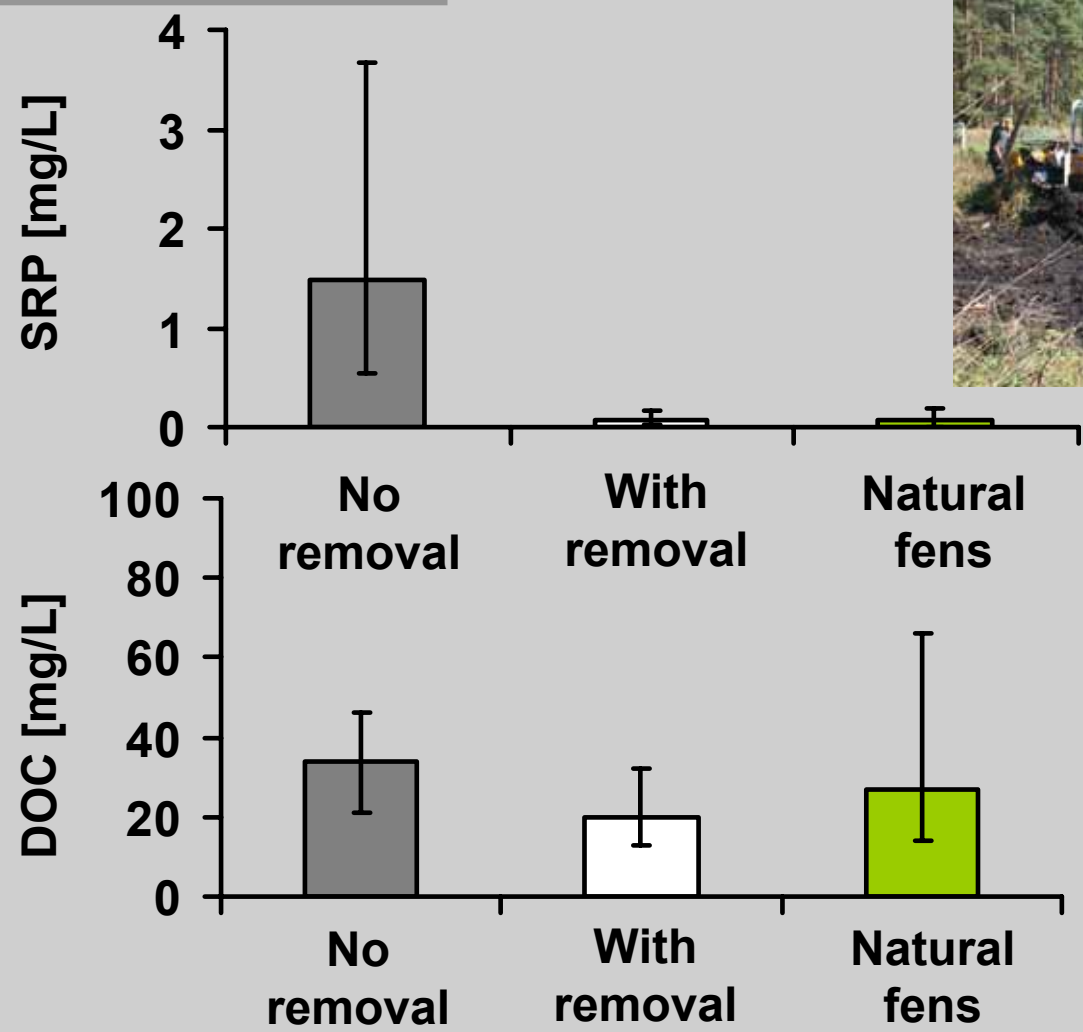 SRP [mg/L]
4
3
2
1
0
No
removal
With
removal
Natural
fens
DOC [mg/L]
100
80
60
40
20
0
No
removal
With
removal
Natural
fens